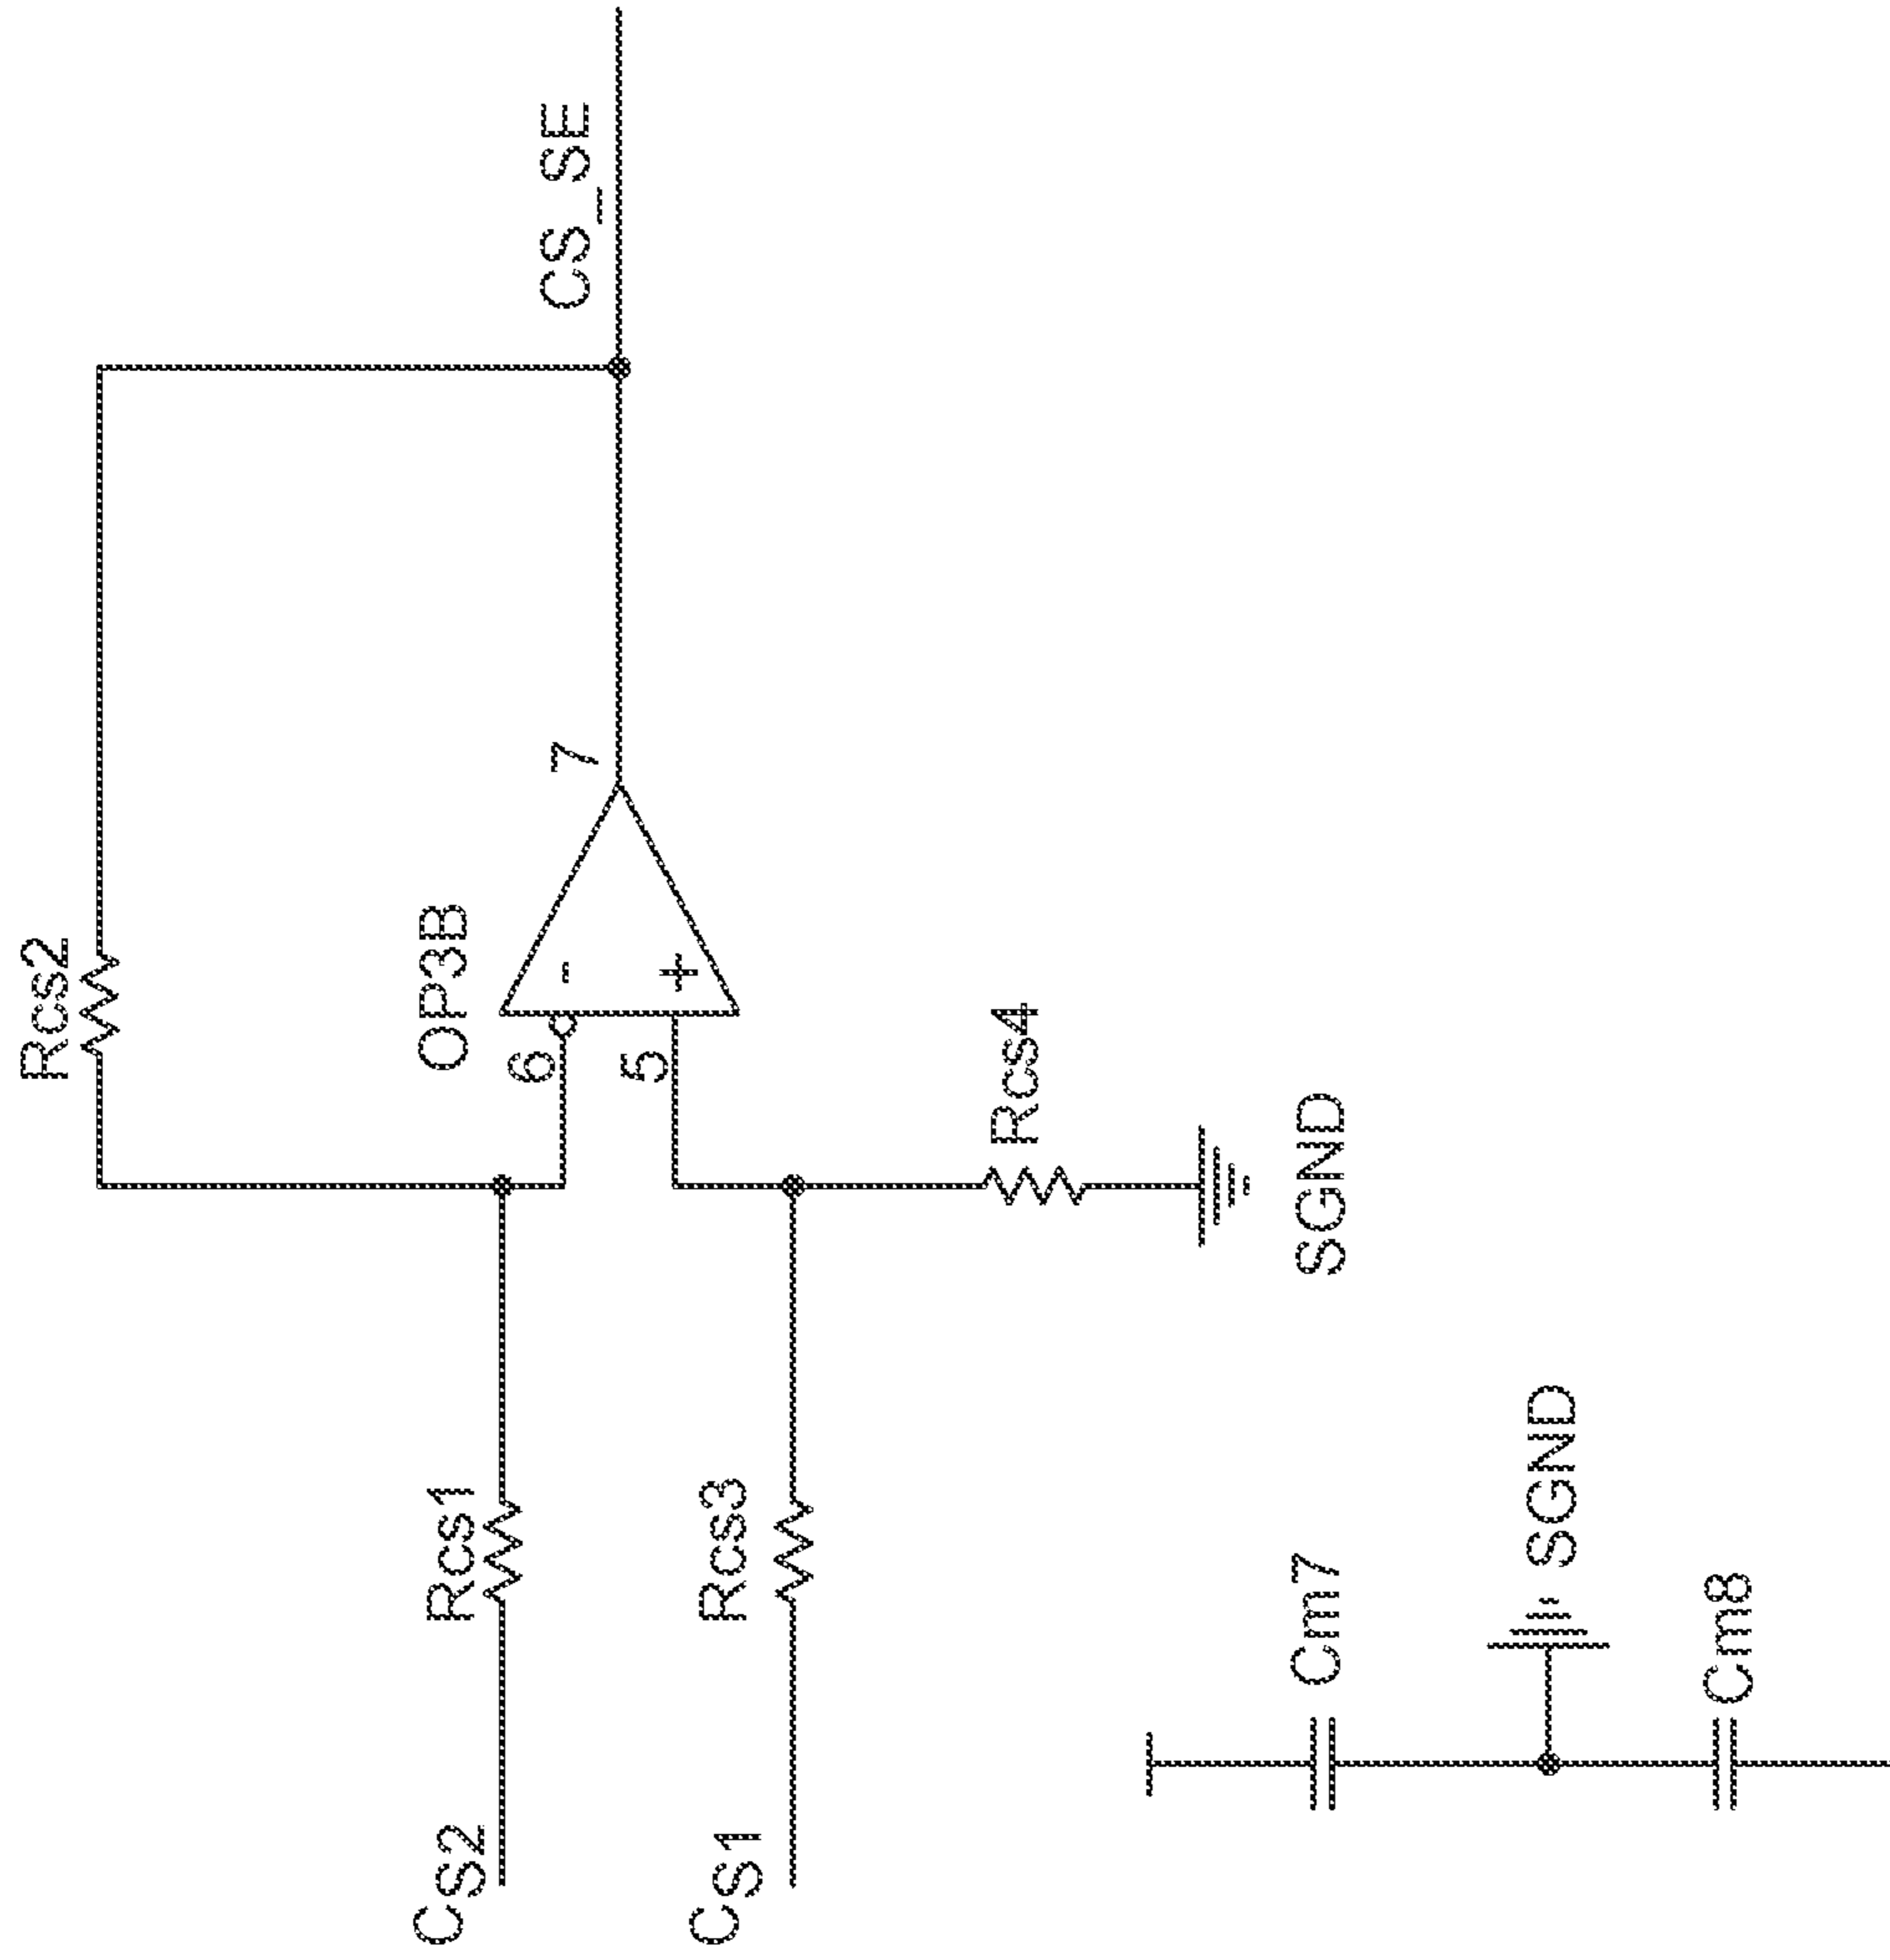 Rcs2
CS_SE
OP3B
6
7
5
CS2
Rcs1
CS1
Rcs3
Rcs4
SGND
Cm7
SGND
Cm8
-
+